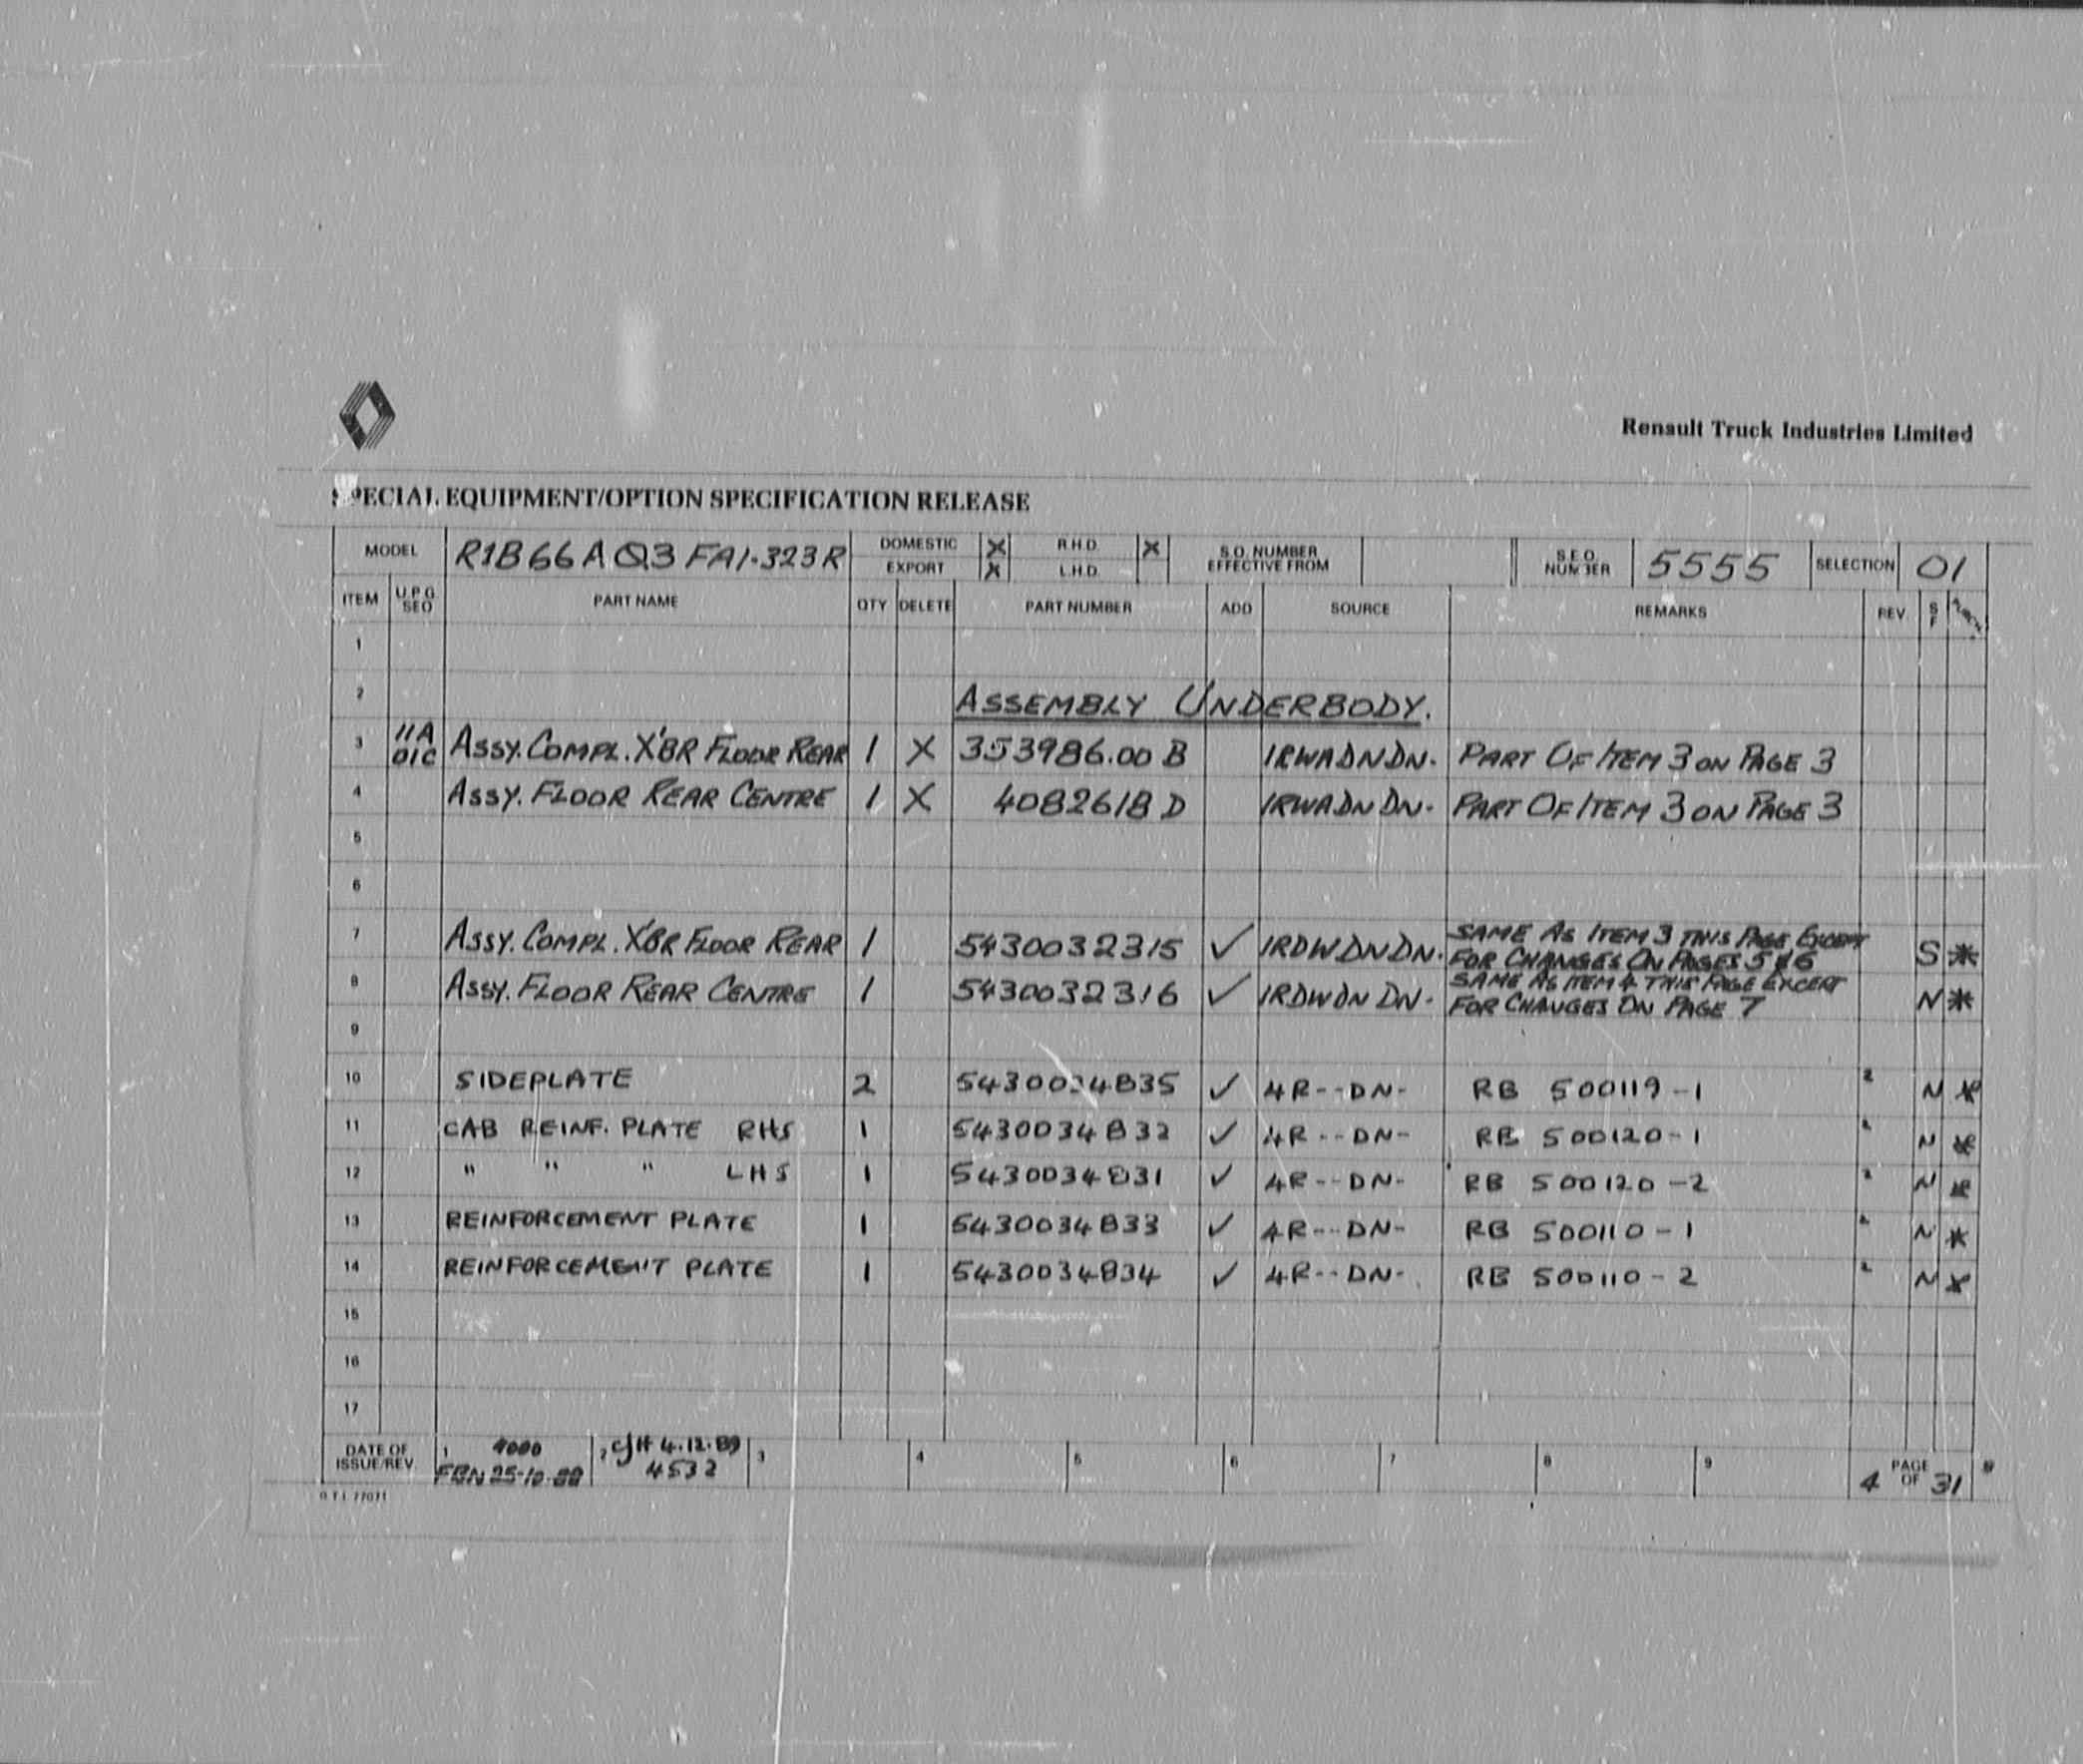 Renault Truck Industries Limited
SPECIAL EQUIPMENT/OPTION SPECIFICATION RELEASE
MODEL R1B66AQ3 FA1-323R DOMESTIC X R.H.D. X S.O. NUMBER EFFECTIVE FROM S.E.O. NUMBER 5555 SELECTION 01
EXPORT X L.H.D.
ITEM U.P.G. SEO PART NAME QTY DELETE PART NUMBER ADD SOURCE REMARKS REV S F
1
2 ASSEMBLY UNDERBODY.
3 11A 01C ASSY. COMPL. X'BR FLOOR REAR 1 X 353986.00 B IRWADNDN. PART OF ITEM 3 ON PAGE 3
4 ASSY. FLOOR REAR CENTRE 1 X 4082618 D IRWADNDN. PART OF ITEM 3 ON PAGE 3
5
6
7 ASSY. COMPL. X'BR FLOOR REAR 1 5430032315 ✓ IRDWDNDN. SAME AS ITEM 3 THIS PAGE EXCEPT FOR CHANGES ON PAGES 5 & 6 S *
8 ASSY. FLOOR REAR CENTRE 1 5430032316 ✓ IRDWDNDN. SAME AS ITEM 4 THIS PAGE EXCEPT FOR CHANGES ON PAGE 7 N *
9
10 SIDEPLATE 2 5430034835 ✓ 4R--DN- RB 500119-1 2 N *
11 CAB REINF. PLATE RHS 1 5430034832 ✓ 4R--DN- RB 500120-1 2 N *
12 " " " LHS 1 5430034831 ✓ 4R--DN- RB 500120-2 2 N *
13 REINFORCEMENT PLATE 1 5430034833 ✓ 4R--DN- RB 500110-1 2 N *
14 REINFORCEMENT PLATE 1 5430034834 ✓ 4R--DN- RB 500110-2 2 N *
15
16
17
DATE OF ISSUE/REV. 1 4000 2 CJH 4.12.89 3 4 5 6 7 8 9 PAGE 4 OF 31
25-10-88 4532
R.T.I. 77071